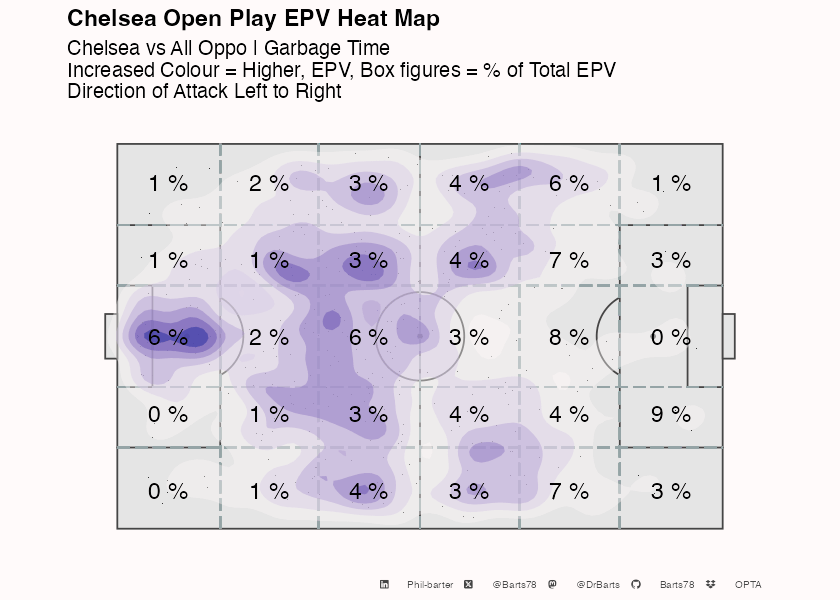 Chelsea Open Play EPV Heat Map
Chelsea vs All Oppo | Garbage Time
Increased Colour = Higher, EPV, Box figures = % of Total EPV
Direction of Attack Left to Right
1 % 2 % 3 % 4 % 6 % 1 %
1 % 1 % 3 % 4 % 7 % 3 %
6 % 2 % 6 % 3 % 8 % 0 %
0 % 1 % 3 % 4 % 4 % 9 %
0 % 1 % 4 % 3 % 7 % 3 %
Phil-barter @Barts78 @DrBarts Barts78 OPTA